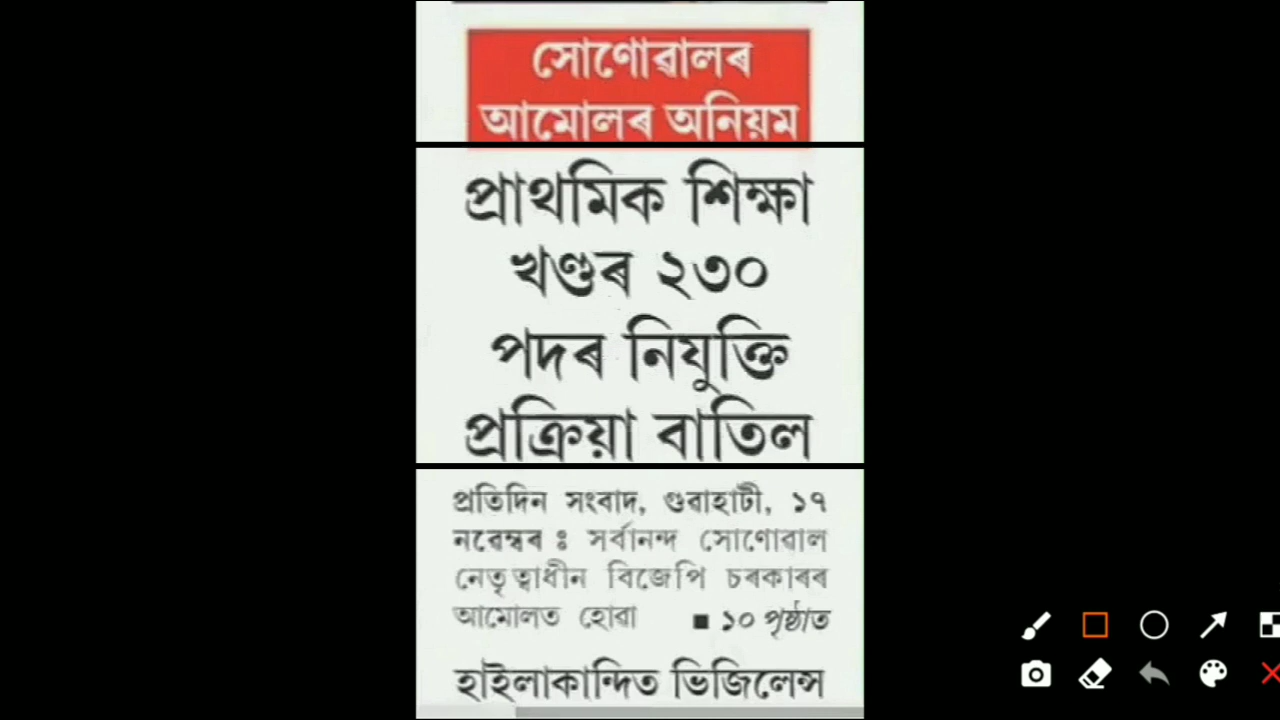 সোণোৱালৰ
আমোলৰ অনিয়ম
প্ৰাথমিক শিক্ষা
খণ্ডৰ ২৩০
পদৰ নিযুক্তি
প্ৰক্ৰিয়া বাতিল
প্ৰতিদিন সংবাদ, গুৱাহাটী, ১৭
নৱেম্বৰ ঃ সৰ্বানন্দ সোণোৱাল
নেতৃত্বাধীন বিজেপি চৰকাৰৰ
আমোলত হোৱা ■ ১০ পৃষ্ঠাত
হাইলাকান্দিত ভিজিলেন্স